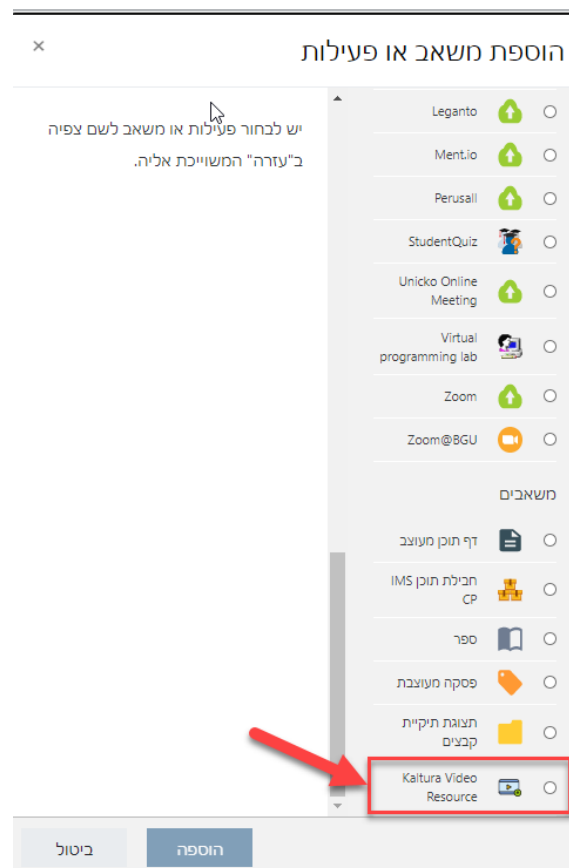 הוספת משאב או פעילות
×
יש לבחור פעילות או משאב לשם צפיה
ב"עזרה" המשוייכת אליה.
Leganto
Ment.io
Perusall
StudentQuiz
Unicko Online
Meeting
Virtual
programming lab
Zoom
Zoom@BGU
משאבים
דף תוכן מעוצב
חבילת תוכן IMS
CP
ספר
פסקה מעוצבת
תצוגת תיקיית
קבצים
Kaltura Video
Resource
הוספה
ביטול